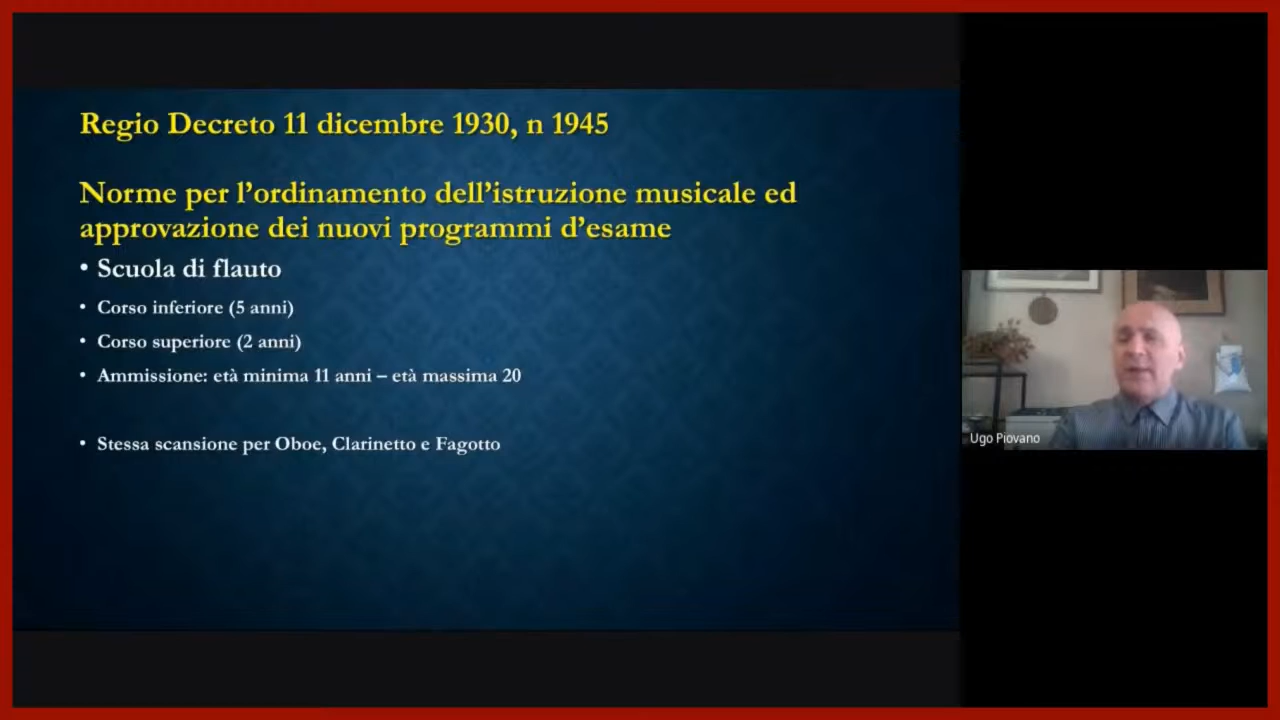 Regio Decreto 11 dicembre 1930, n 1945
Norme per l’ordinamento dell’istruzione musicale ed
approvazione dei nuovi programmi d’esame
• Scuola di flauto
• Corso inferiore (5 anni)
• Corso superiore (2 anni)
• Ammissione: età minima 11 anni – età massima 20
• Stessa scansione per Oboe, Clarinetto e Fagotto
Ugo Piovano